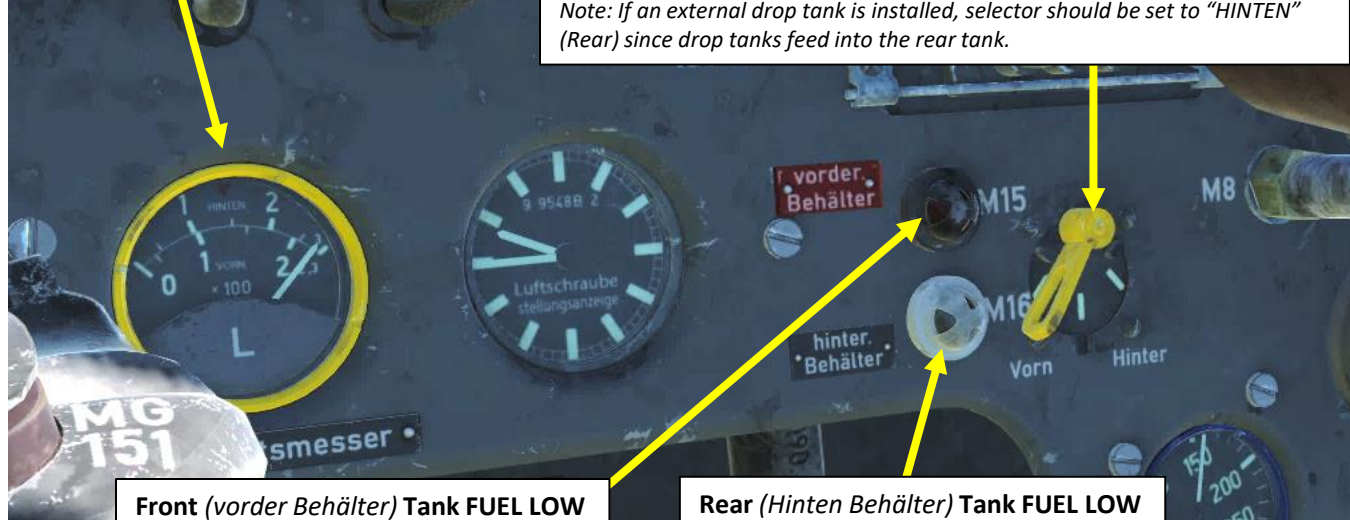 Note: If an external drop tank is installed, selector should be set to “HINTEN”
(Rear) since drop tanks feed into the rear tank.
1 HINTEN 2
0 1 VORN 2 3
× 100
L
9 9548B 2
Luftschraube
stellungsanzeige
vorder.
Behälter
M15
M8
M16
hinter.
Behälter
Vorn
Hinter
MG
151
smesser
150
200
Front (vorder Behälter) Tank FUEL LOW
Rear (Hinten Behälter) Tank FUEL LOW